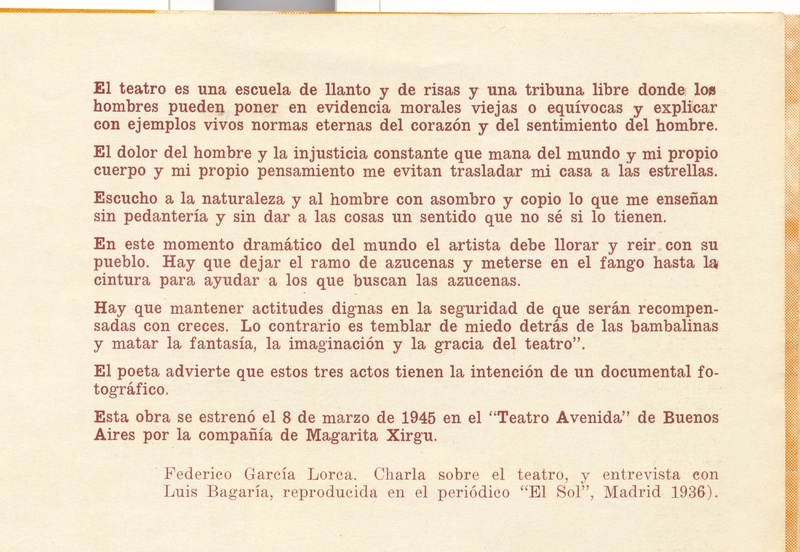 El teatro es una escuela de llanto y de risas y una tribuna libre donde los
hombres pueden poner en evidencia morales viejas o equívocas y explicar
con ejemplos vivos normas eternas del corazón y del sentimiento del hombre.
El dolor del hombre y la injusticia constante que mana del mundo y mi propio
cuerpo y mi propio pensamiento me evitan trasladar mi casa a las estrellas.
Escucho a la naturaleza y al hombre con asombro y copio lo que me enseñan
sin pedantería y sin dar a las cosas un sentido que no sé si lo tienen.
En este momento dramático del mundo el artista debe llorar y reir con su
pueblo. Hay que dejar el ramo de azucenas y meterse en el fango hasta la
cintura para ayudar a los que buscan las azucenas.
Hay que mantener actitudes dignas en la seguridad de que serán recompen-
sadas con creces. Lo contrario es temblar de miedo detrás de las bambalinas
y matar la fantasía, la imaginación y la gracia del teatro”.
El poeta advierte que estos tres actos tienen la intención de un documental fo-
tográfico.
Esta obra se estrenó el 8 de marzo de 1945 en el “Teatro Avenida” de Buenos
Aires por la compañía de Magarita Xirgu.
Federico García Lorca. Charla sobre el teatro, y entrevista con
Luis Bagaría, reproducida en el periódico “El Sol”, Madrid 1936).